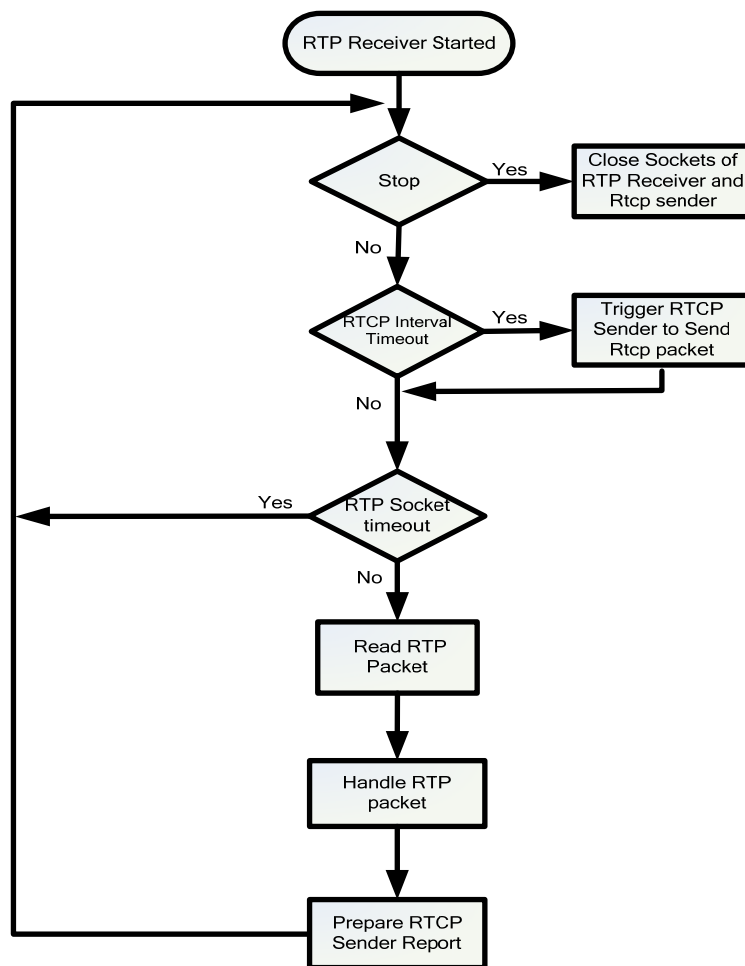 RTP Receiver Started
Stop
Yes
Close Sockets of
RTP Receiver and
Rtcp sender
No
RTCP Interval
Timeout
Yes
Trigger RTCP
Sender to Send
Rtcp packet
No
RTP Socket
timeout
Yes
No
Read RTP
Packet
Handle RTP
packet
Prepare RTCP
Sender Report